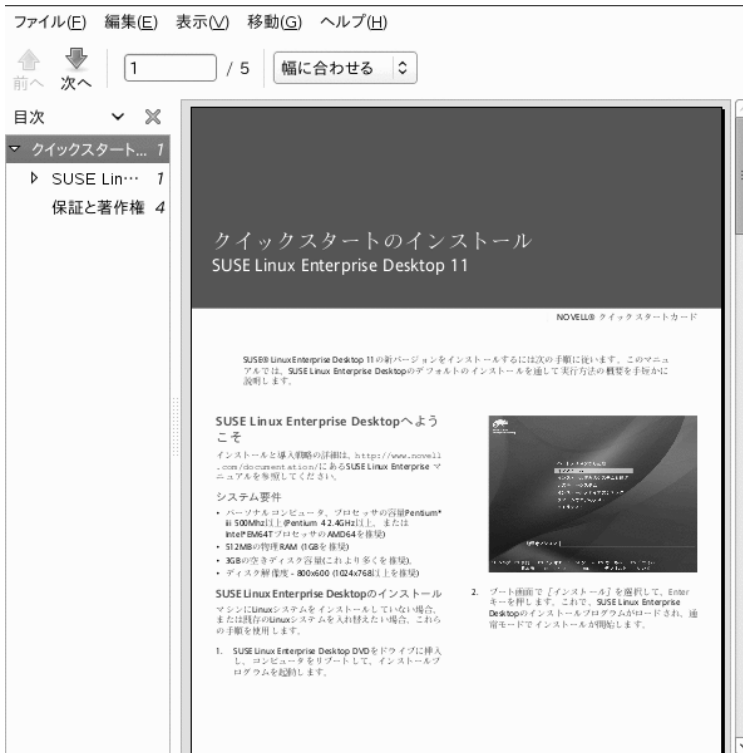 ファイル(F) 編集(E) 表示(V) 移動(G) ヘルプ(H)
前へ 次へ 1 / 5 幅に合わせる
目次
クイックスタート... 1
SUSE Lin… 1
保証と著作権 4
クイックスタートのインストール
SUSE Linux Enterprise Desktop 11
NOVELL® クイックスタートカード
SUSE® Linux Enterprise Desktop 11の新バージョンをインストールするには次の手順に従います。このマニュ
アルでは、SUSE Linux Enterprise Desktopのデフォルトのインストールを通して実行方法の概要を手短かに
説明します。
SUSE Linux Enterprise Desktopへよう
こそ
インストールと導入戦略の詳細は、http://www.novell
.com/documentation/にあるSUSE Linux Enterprise マ
ニュアルを参照してください。
システム要件
• パーソナルコンピュータ、プロセッサの容量Pentium*
iii 500Mhz以上(Pentium 4 2.4GHz以上、または
Intel*EM64TプロセッサのAMD64を推奨)
• 512MBの物理RAM (1GBを推奨)
• 3GBの空きディスク容量(これより多くを推奨)。
• ディスク解像度 - 800x600 (1024x768以上を推奨)
SUSE Linux Enterprise Desktopのインストール
マシンにLinuxシステムをインストールしていない場合、
または既存のLinuxシステムを入れ替えたい場合、これら
の手順を使用します。
1. SUSE Linux Enterprise Desktop DVDをドライブに挿入
し、コンピュータをリブートして、インストールプ
ログラムを起動します。
2. ブート画面で［インストール］を選択して、Enter
キーを押します。これで、SUSE Linux Enterprise
Desktopのインストールプログラムがロードされ、通
常モードでインストールが開始します。